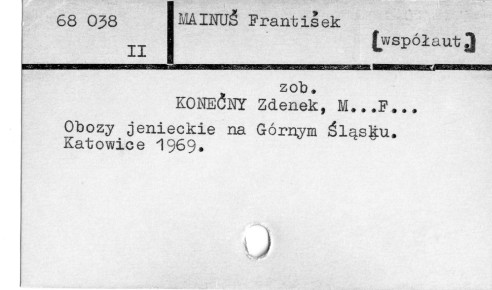 68 038
II
MAINUŠ František
[współaut.]
zob.
KONEČNY Zdenek, M...F...
Obozy jenieckie na Górnym Śląsku.
Katowice 1969.